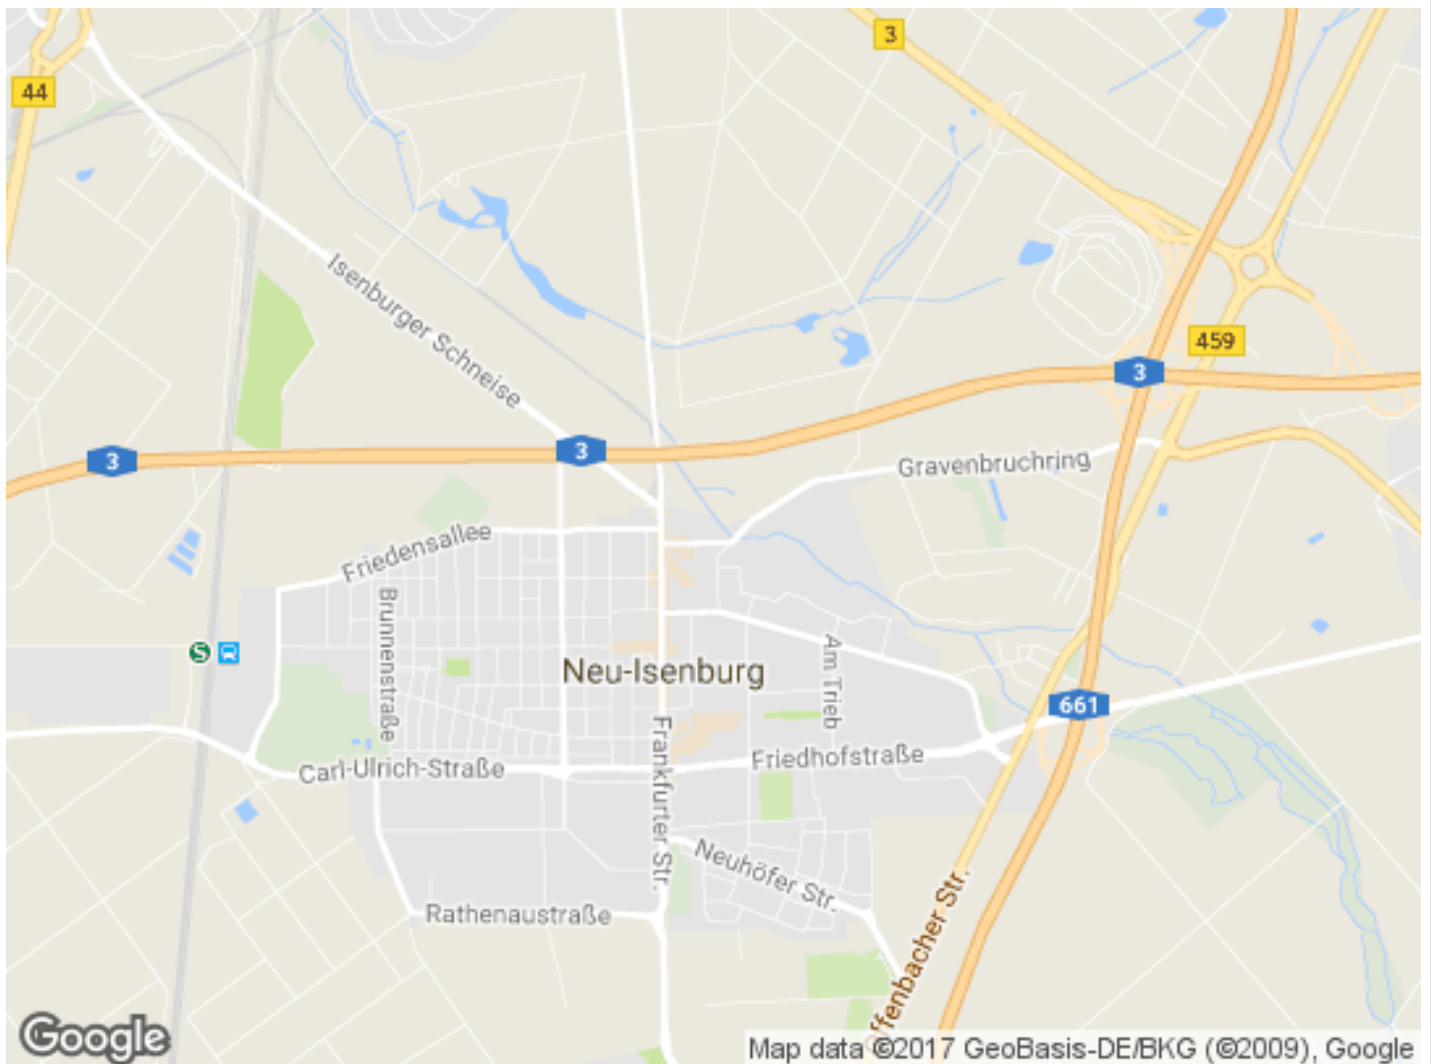 3
44
Isenburger Schneise
459
3
3
3
Gravenbruchring
Friedensallee
Brunnenstraße
S
Neu-Isenburg
Am Trieb
661
Frankfurter Str.
Friedhofstraße
Carl-Ulrich-Straße
Neuhöfer Str.
Rathenaustraße
ffenbacher Str.
Google
Map data ©2017 GeoBasis-DE/BKG (©2009), Google